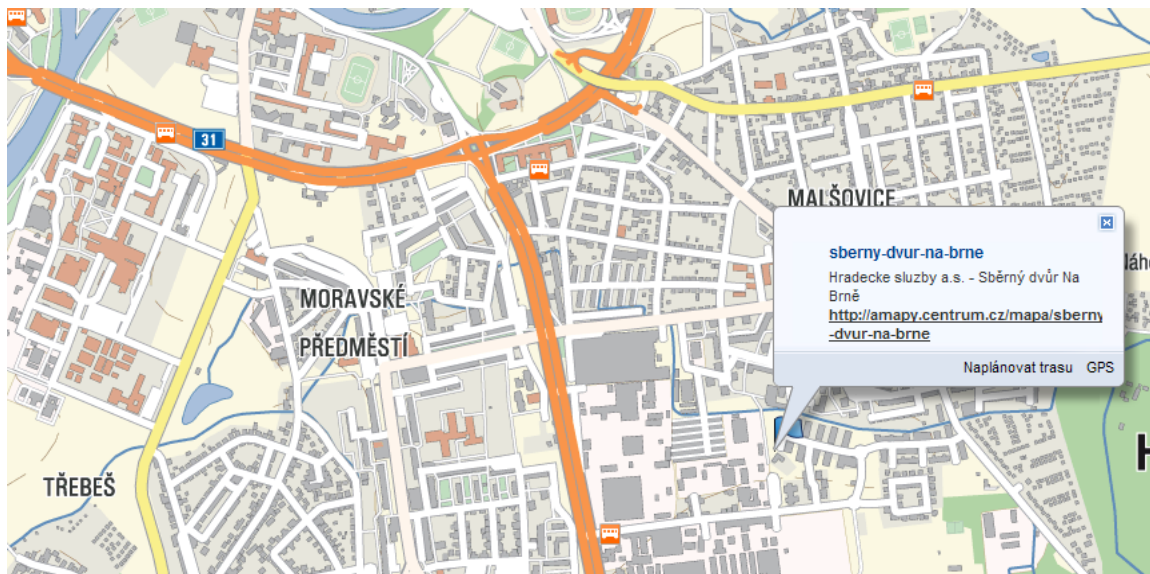 31
MALŠOVICE
sberny-dvur-na-brne
Hradecke sluzby a.s. - Sběrný dvůr Na
Brně
http://amapy.centrum.cz/mapa/sberny
-dvur-na-brne
Naplánovat trasu GPS
MORAVSKÉ
PŘEDMĚSTÍ
TŘEBEŠ